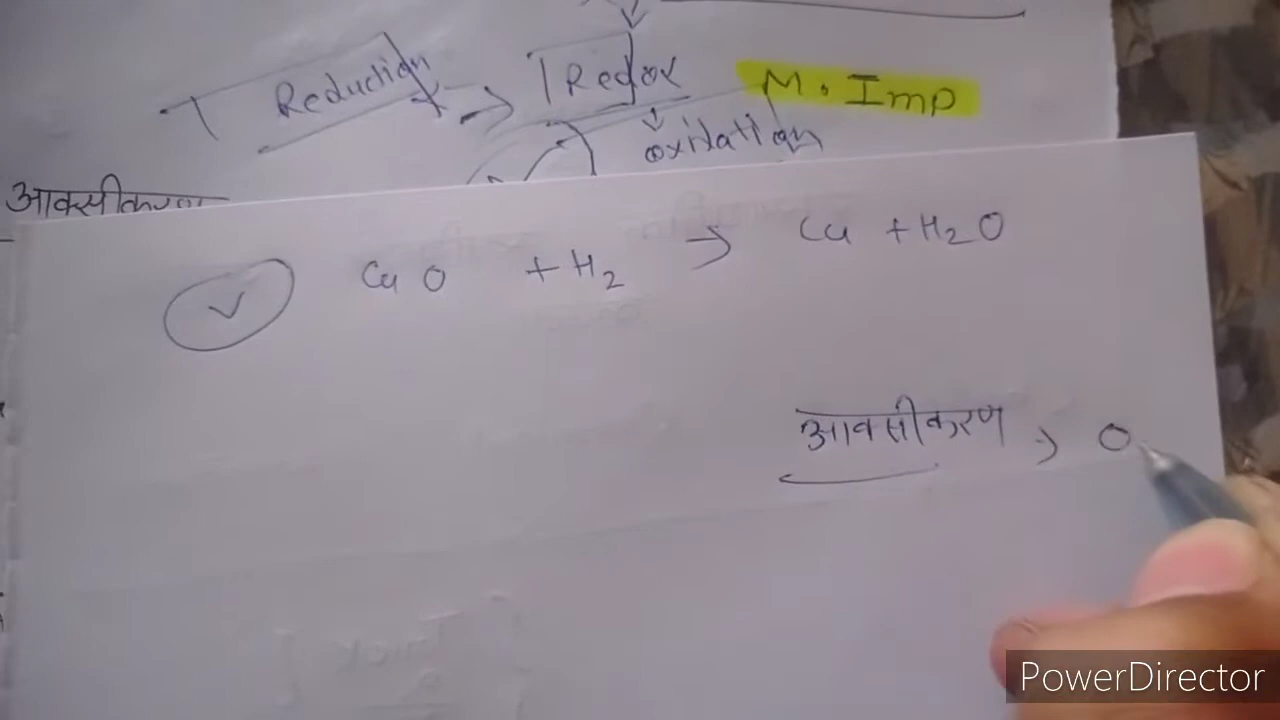 Reduction
Redox
M. Imp
oxidation
आक्सीकरण
CuO + H2 → Cu + H2O
आक्सीकरण → O
PowerDirector